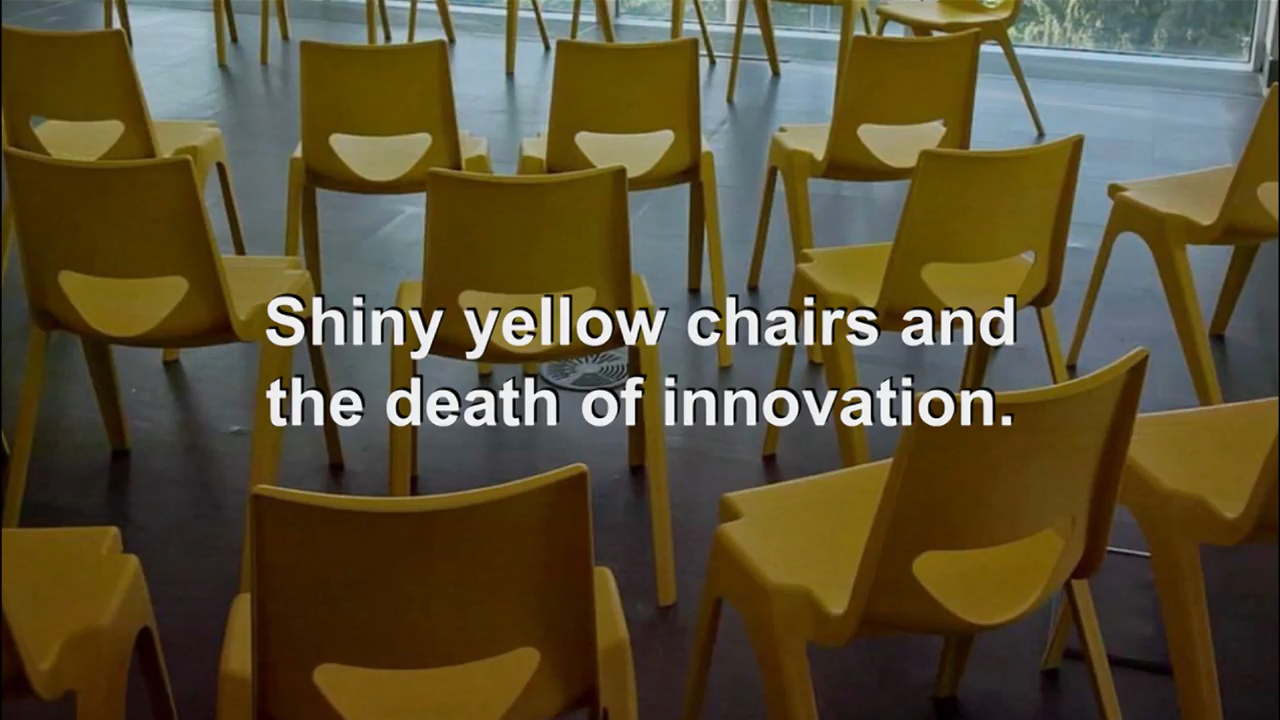 Shiny yellow chairs and
the death of innovation.